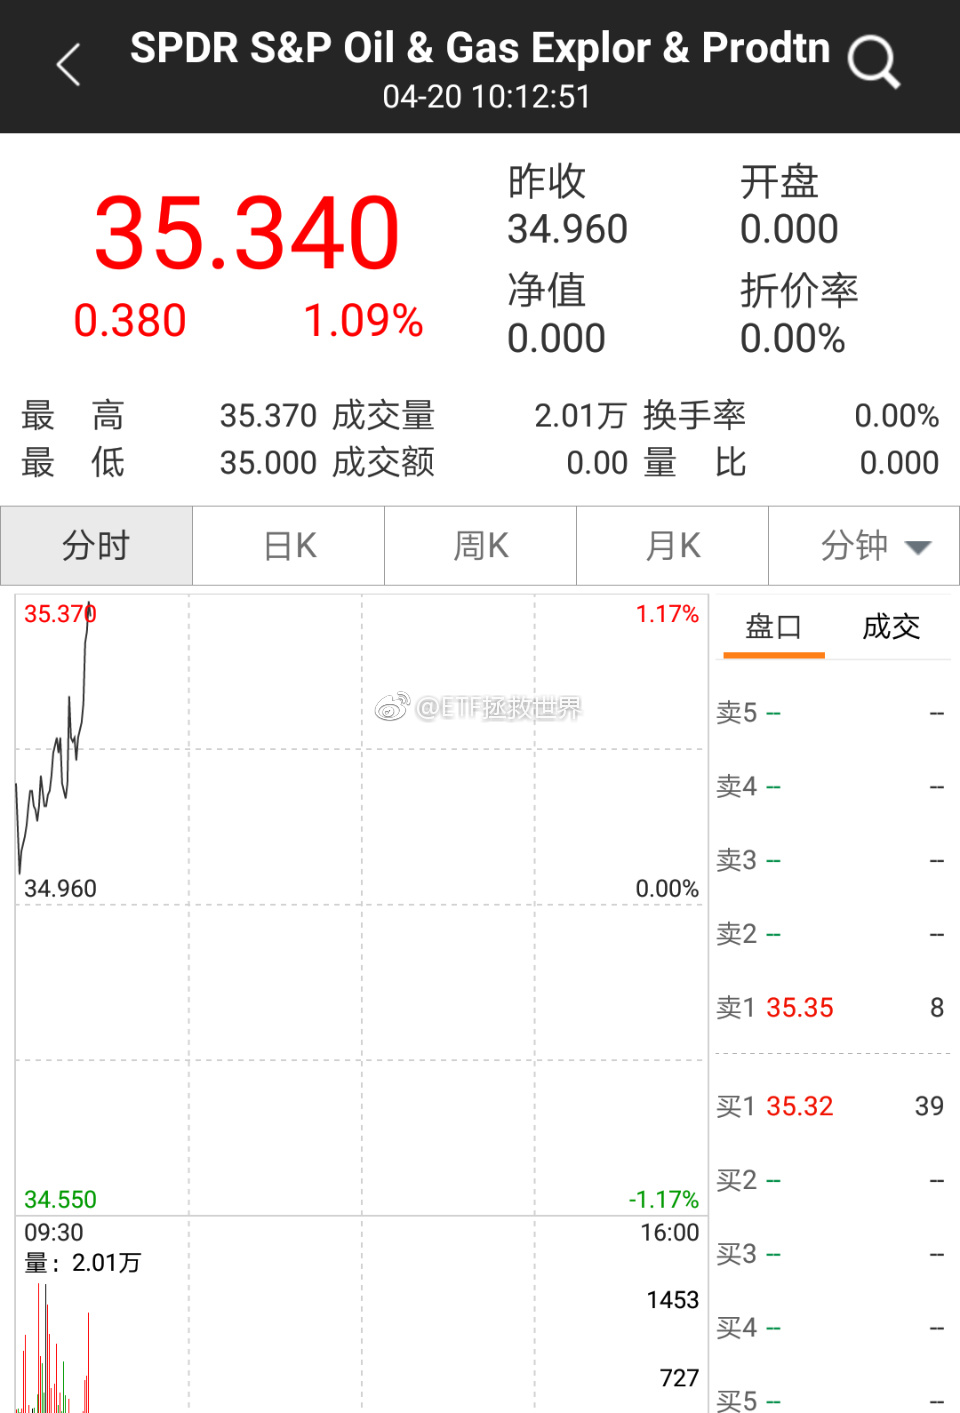 SPDR S&P Oil & Gas Explor & Prodtn
04-20 10:12:51
35.340
0.380 1.09%
昨收 开盘
34.960 0.000
净值 折价率
0.000 0.00%
最高 35.370 成交量 2.01万 换手率 0.00%
最低 35.000 成交额 0.00 量比 0.000
分时 日K 周K 月K 分钟
35.370 1.17%
@ETF拯救世界
34.960 0.00%
34.550 -1.17%
09:30 16:00
量：2.01万
1453
727
盘口 成交
卖5 -- --
卖4 -- --
卖3 -- --
卖2 -- --
卖1 35.35 8
买1 35.32 39
买2 -- --
买3 -- --
买4 -- --
买5 -- --